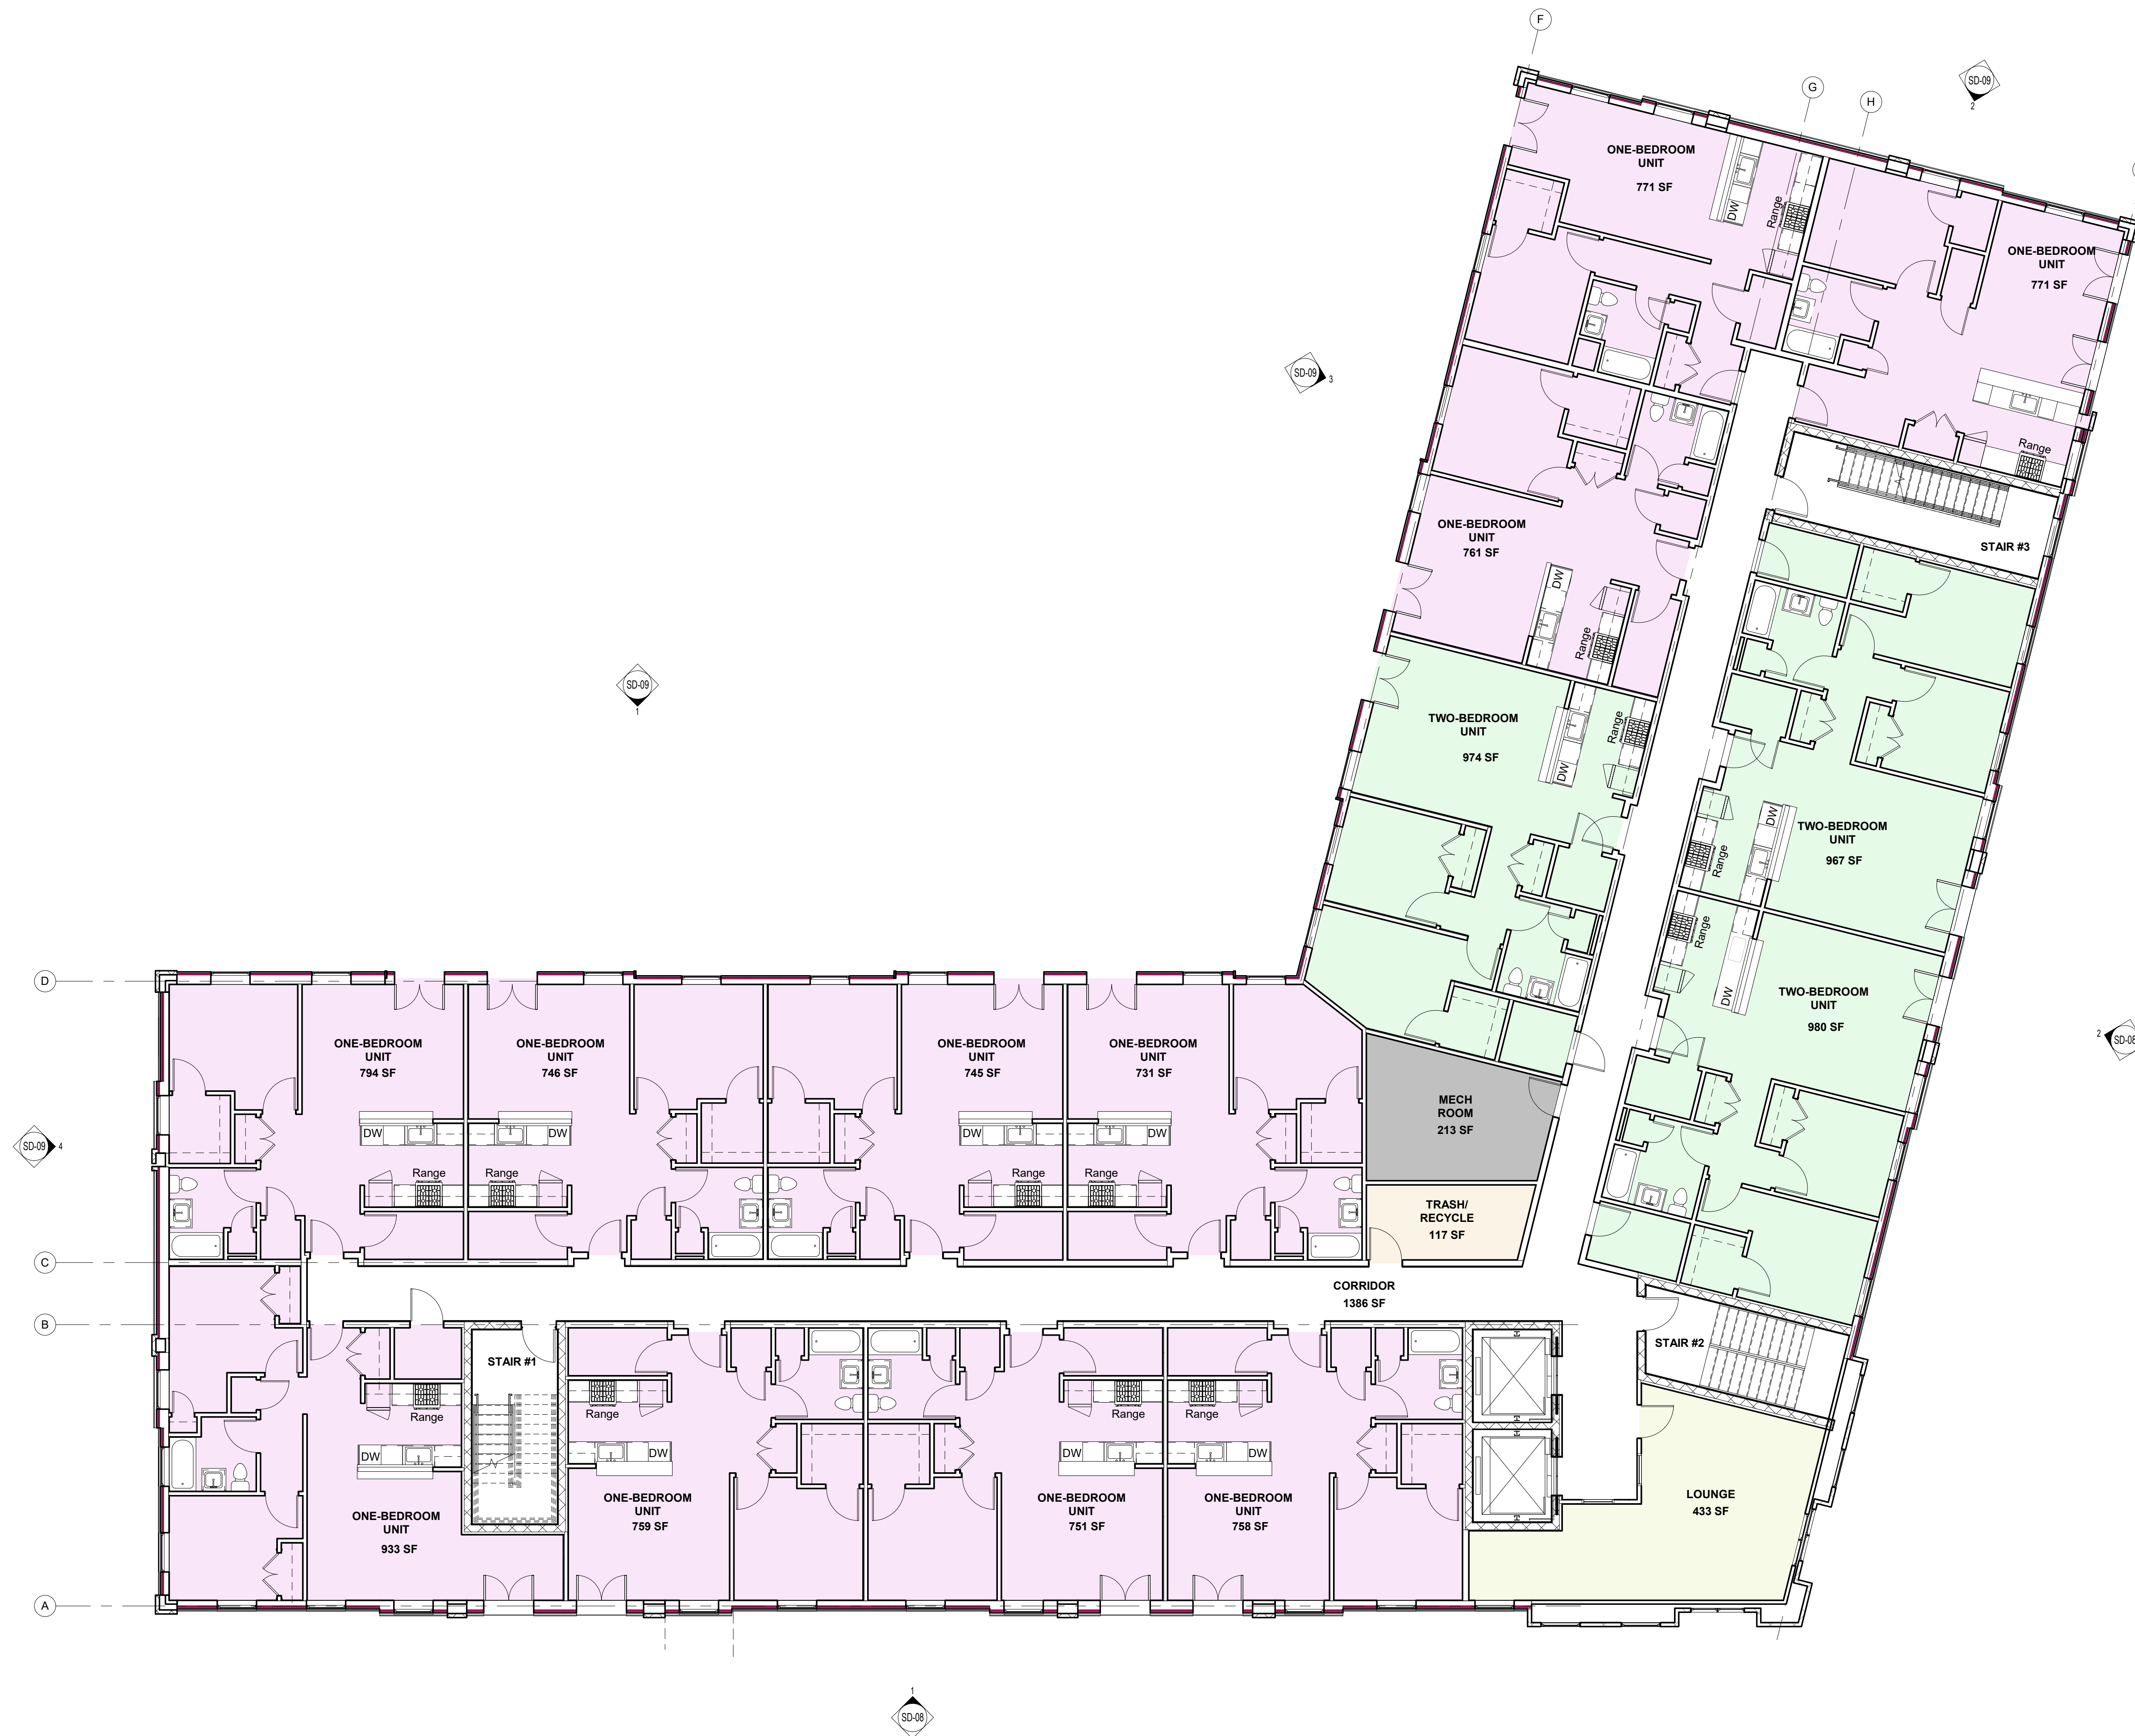 F
SD-09
2
G
H
ONE-BEDROOM
UNIT
771 SF
DW
Range
ONE-BEDROOM
UNIT
771 SF
Range
SD-09
3
STAIR #3
ONE-BEDROOM
UNIT
761 SF
DW
Range
SD-09
1
TWO-BEDROOM
UNIT
974 SF
Range
DW
TWO-BEDROOM
UNIT
967 SF
DW
Range
Range
DW
TWO-BEDROOM
UNIT
980 SF
2
SD-08
D
ONE-BEDROOM
UNIT
794 SF
ONE-BEDROOM
UNIT
746 SF
ONE-BEDROOM
UNIT
745 SF
ONE-BEDROOM
UNIT
731 SF
MECH
ROOM
213 SF
SD-09
4
DW
DW
DW
DW
Range
Range
Range
Range
TRASH/
RECYCLE
117 SF
C
CORRIDOR
1386 SF
B
STAIR #1
STAIR #2
Range
Range
Range
Range
DW
DW
DW
DW
ONE-BEDROOM
UNIT
933 SF
ONE-BEDROOM
UNIT
759 SF
ONE-BEDROOM
UNIT
751 SF
ONE-BEDROOM
UNIT
758 SF
LOUNGE
433 SF
A
1
SD-08